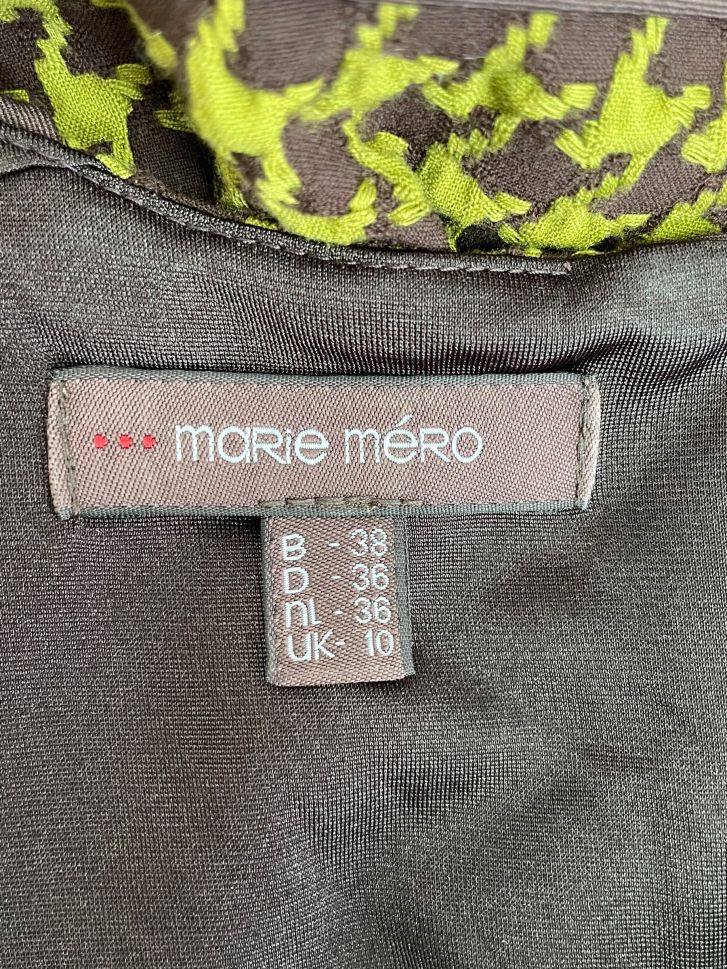 marie méro
B - 38
D - 36
NL - 36
UK- 10